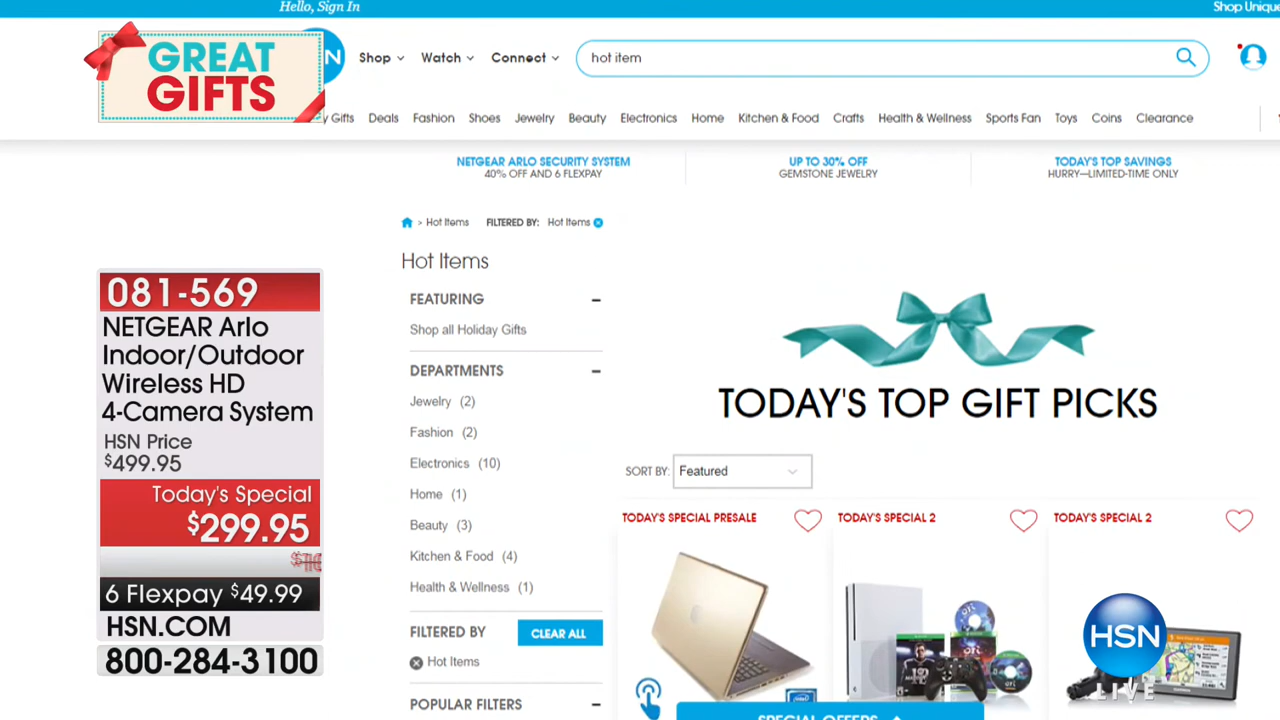 Hello, Sign In
Shop Unique
GREAT
GIFTS
Shop
Watch
Connect
hot item
Gifts
Deals
Fashion
Shoes
Jewelry
Beauty
Electronics
Home
Kitchen & Food
Crafts
Health & Wellness
Sports Fan
Toys
Coins
Clearance
NETGEAR ARLO SECURITY SYSTEM
40% OFF AND 6 FLEXPAY
UP TO 30% OFF
GEMSTONE JEWELRY
TODAY'S TOP SAVINGS
HURRY—LIMITED-TIME ONLY
> Hot Items
FILTERED BY: Hot Items
Hot Items
FEATURING
Shop all Holiday Gifts
DEPARTMENTS
Jewelry (2)
Fashion (2)
Electronics (10)
Home (1)
Beauty (3)
Kitchen & Food (4)
Health & Wellness (1)
FILTERED BY
CLEAR ALL
Hot Items
POPULAR FILTERS
TODAY'S TOP GIFT PICKS
SORT BY: Featured
TODAY'S SPECIAL PRESALE
TODAY'S SPECIAL 2
TODAY'S SPECIAL 2
SPECIAL OFFERS
081-569
NETGEAR Arlo
Indoor/Outdoor
Wireless HD
4-Camera System
HSN Price
$499.95
Today's Special
$299.95
6 Flexpay $49.99
HSN.COM
800-284-3100
HSN
LIVE